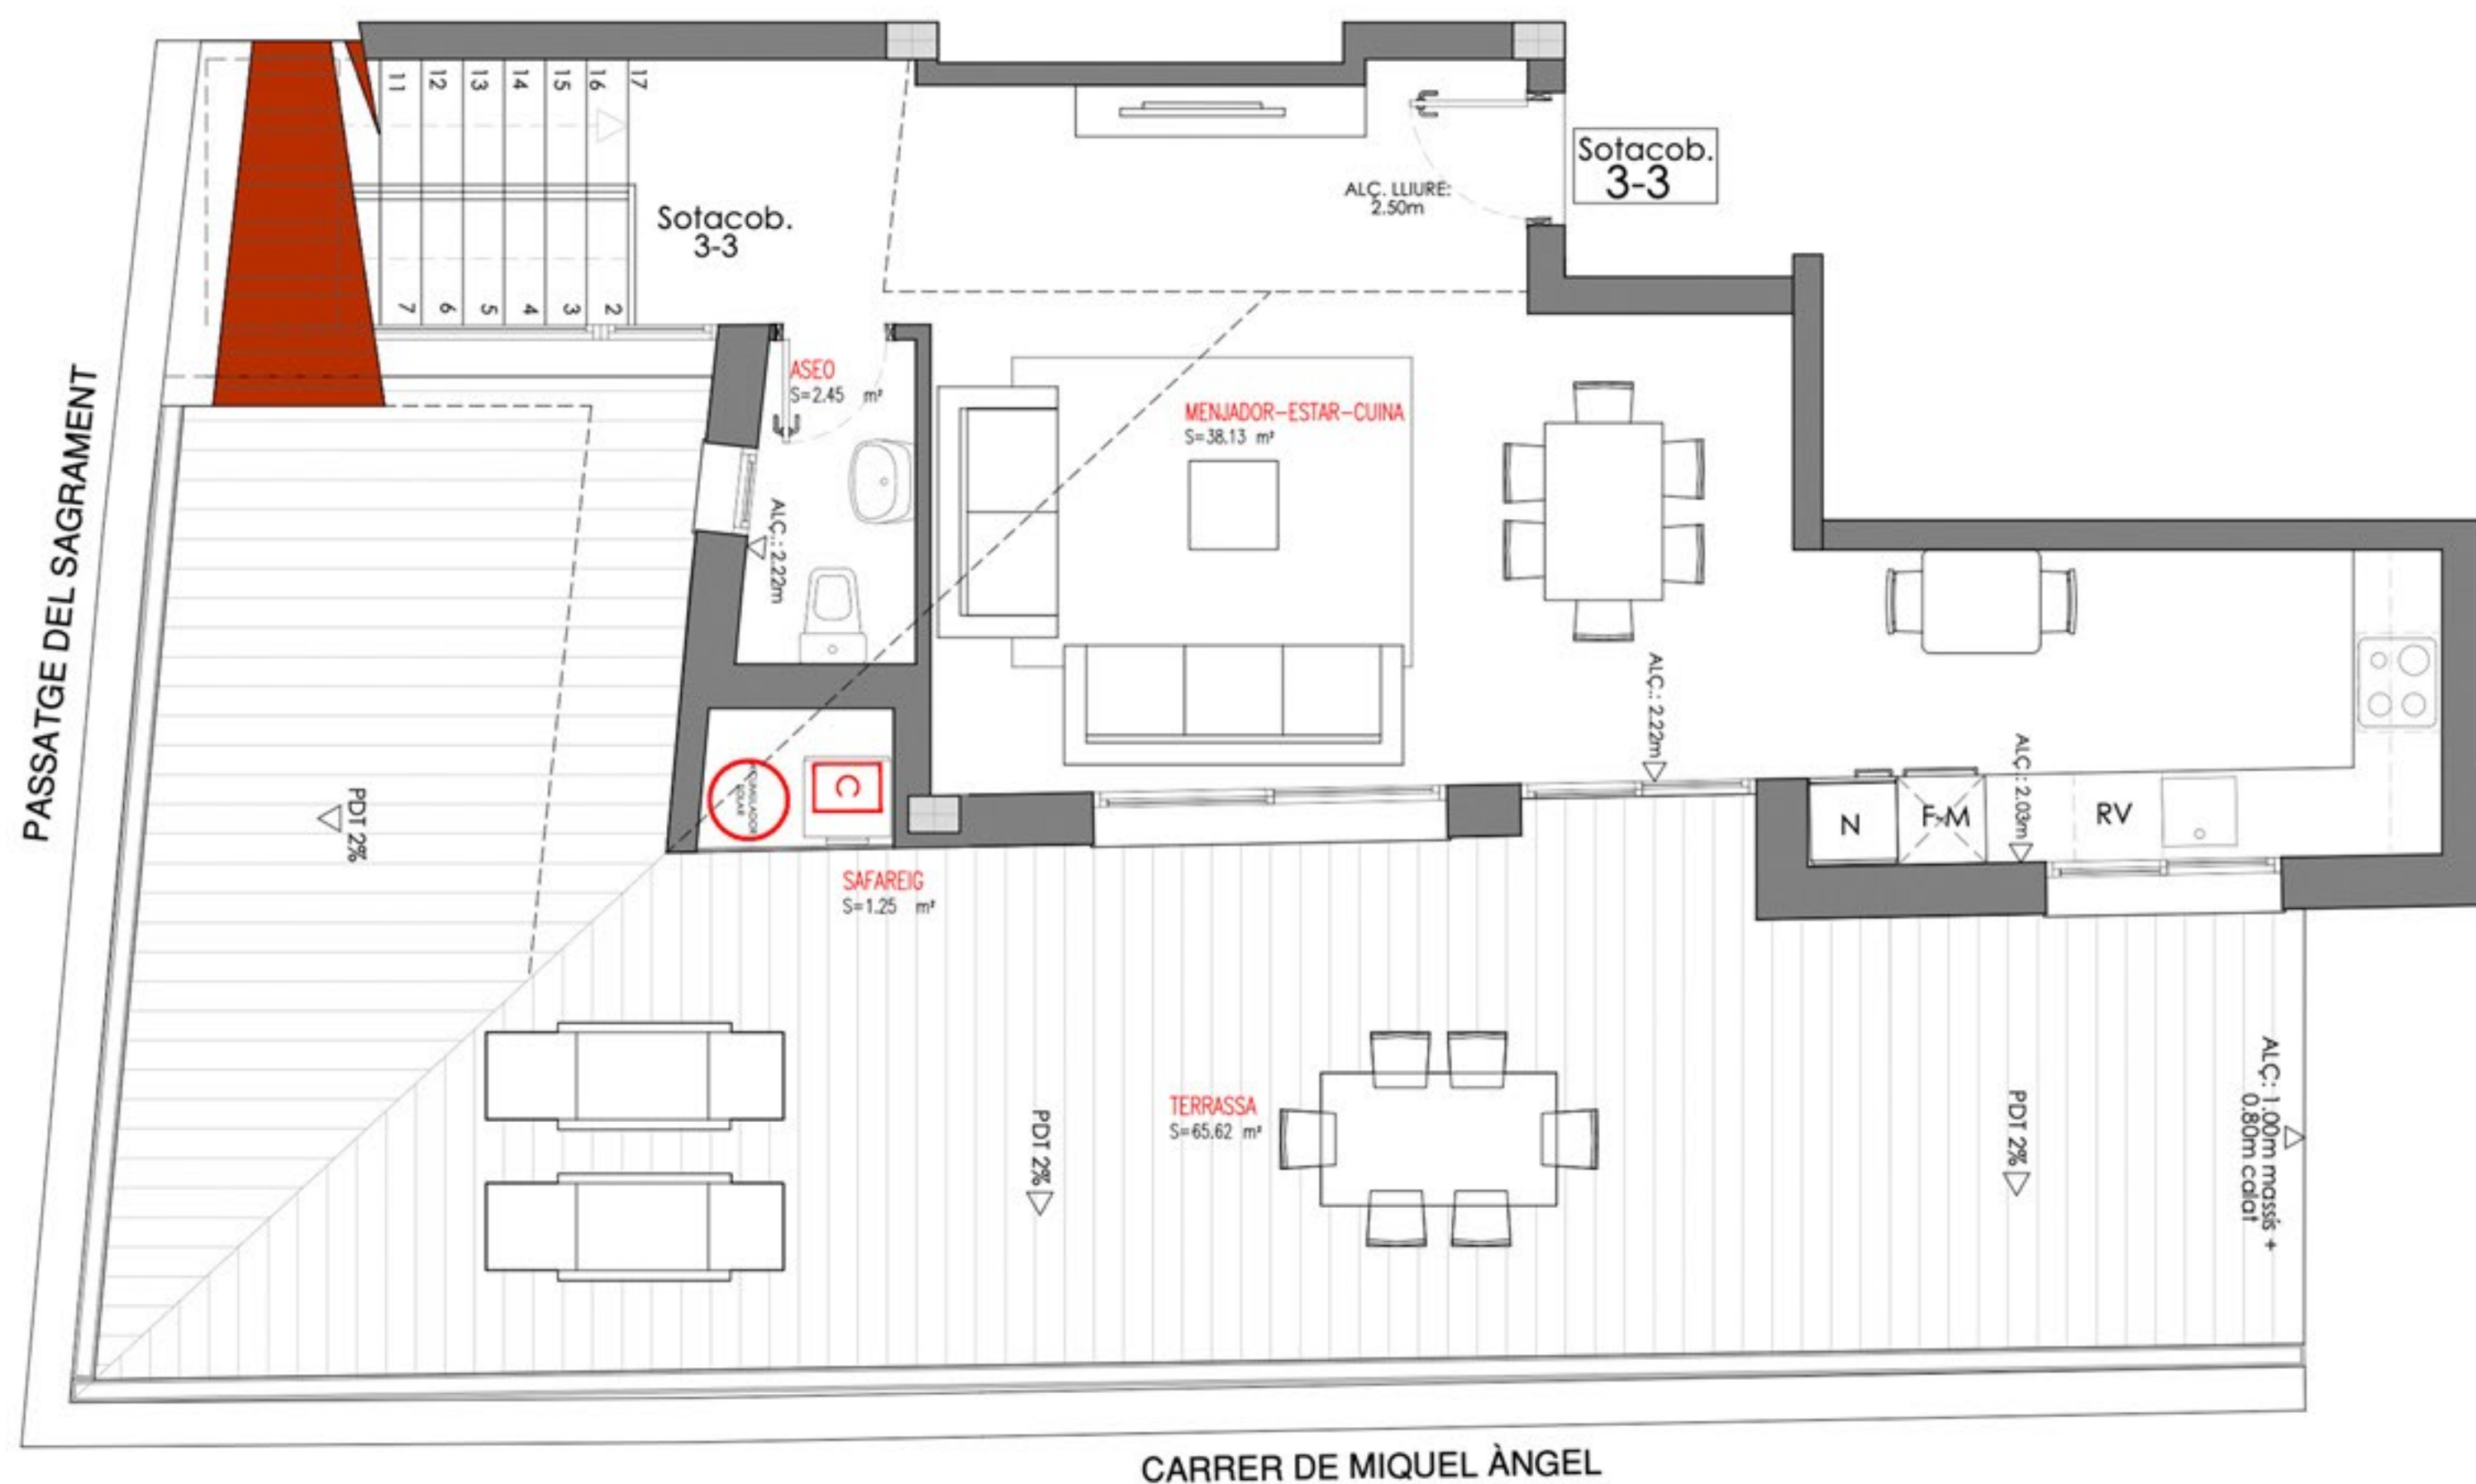 11
12
13
14
15
16
17
7
6
5
4
3
2
Sotacob.
3-3
ALÇ. LLIURE:
2.50m
Sotacob.
3-3
ASEO
S=2.45 m²
ALÇ.: 2.22m
MENJADOR-ESTAR-CUINA
S=38.13 m²
ALÇ.: 2.22m
ALÇ.: 2.03m
N
F-M
RV
ACUMULADOR
SOLAR
C
SAFAREIG
S=1.25 m²
PASSATGE DEL SAGRAMENT
PDT 2%
PDT 2%
TERRASSA
S=65.62 m²
PDT 2%
ALÇ: 1.00m massís +
0.80m calat
CARRER DE MIQUEL ÀNGEL